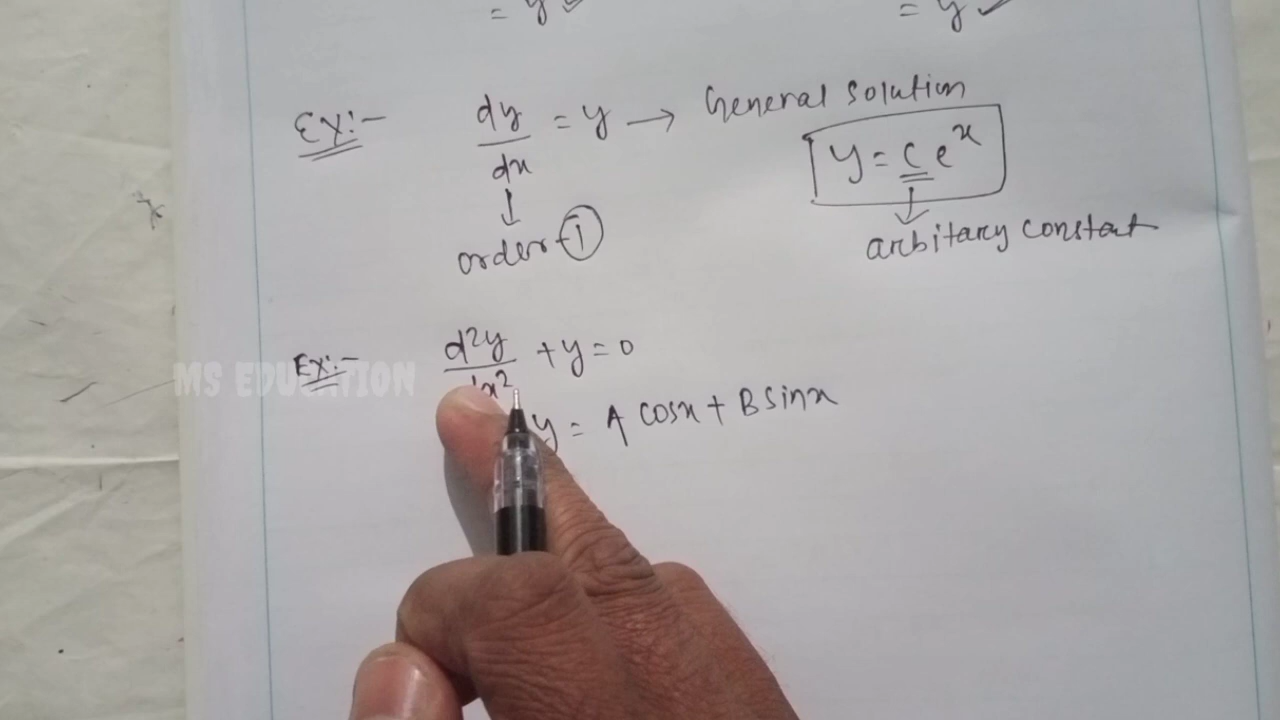 = y ✓ = y ✓
Ex:- dy/dx = y → General solution
y = c e^x
↓ ↓
order-① arbitary constant
Ex:- d²y/dx² + y = 0
y = A cosx + B sinx
MS EDUCATION